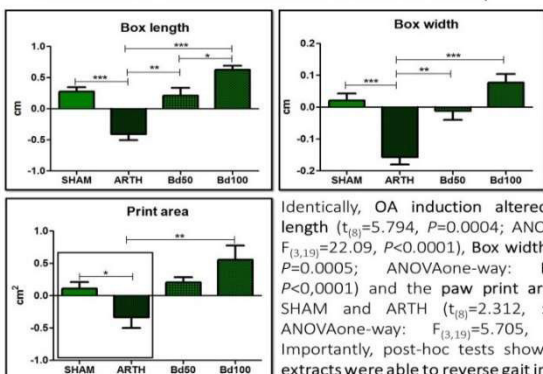 Box length
***
***
**
*
1.0
0.5
0.0
-0.5
-1.0
cm
SHAM ARTH Bd50 Bd100
Box width
***
***
**
0.2
0.1
0.0
-0.1
-0.2
cm
SHAM ARTH Bd50 Bd100
Print area
**
*
1.0
0.5
0.0
-0.5
-1.0
cm²
SHAM ARTH Bd50 Bd100
Identically, OA induction altered
length (t(8)=5.794, P=0.0004; ANO
F(3,19)=22.09, P<0.0001), Box width
P=0.0005; ANOVAone-way:
P<0,0001) and the paw print ar
SHAM and ARTH (t(8)=2.312,
ANOVAone-way: F(3,19)=5.705,
Importantly, post-hoc tests show
extracts were able to reverse gait in